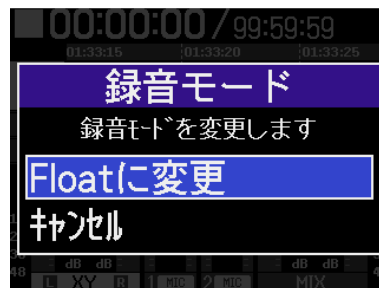 00:00:00/99:59:59
01:33:15 01:33:20 01:33:25
録音モード
録音ﾓｰﾄﾞを変更します
Floatに変更
ｷｬﾝｾﾙ
48 dB dB dB dB
L XY R 1 MIC 2 MIC MIX